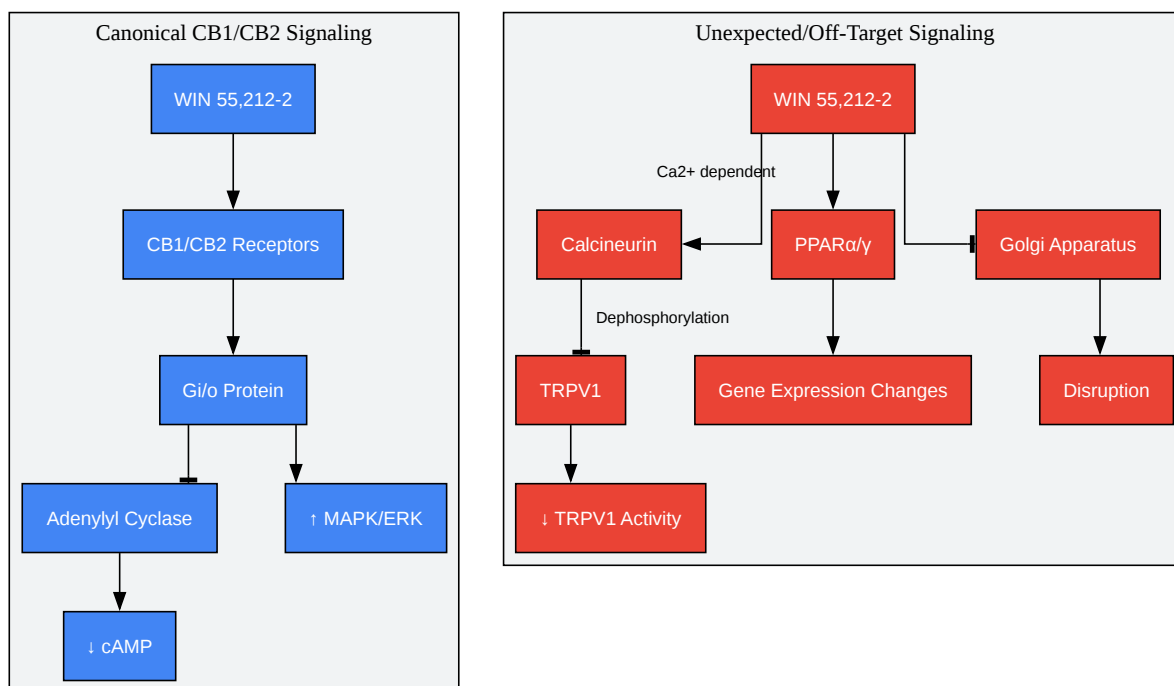 Canonical CB1/CB2 Signaling
WIN 55,212-2
CB1/CB2 Receptors
Gi/o Protein
Adenylyl Cyclase
↑ MAPK/ERK
↓ cAMP
Unexpected/Off-Target Signaling
WIN 55,212-2
Ca2+ dependent
Calcineurin
PPARα/γ
Golgi Apparatus
Dephosphorylation
TRPV1
Gene Expression Changes
Disruption
↓ TRPV1 Activity